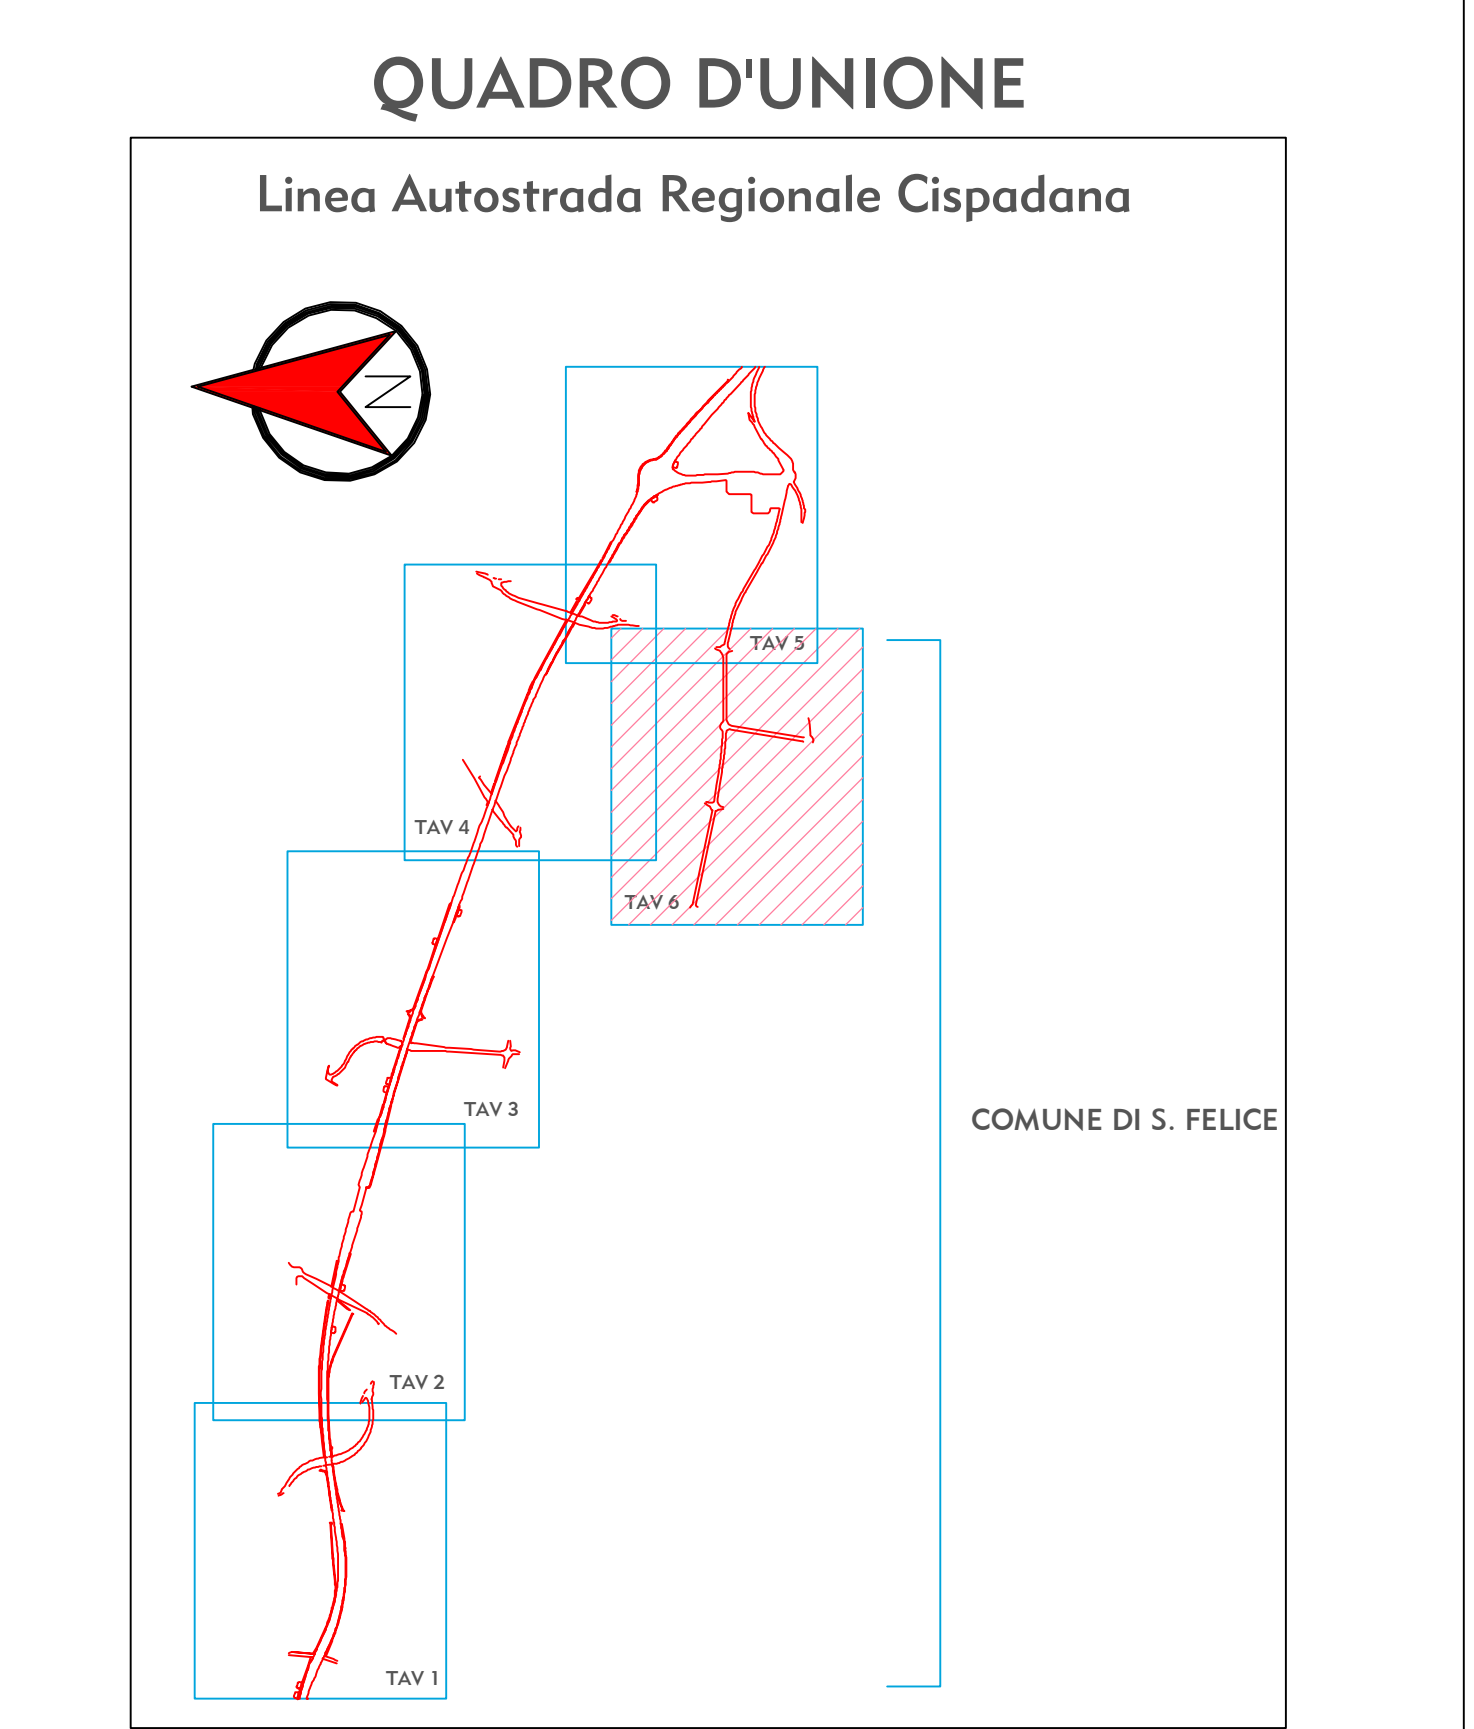 QUADRO D'UNIONE
Linea Autostrada Regionale Cispadana
N
TAV 5
TAV 4
TAV 6
TAV 3
COMUNE DI S. FELICE
TAV 2
TAV 1